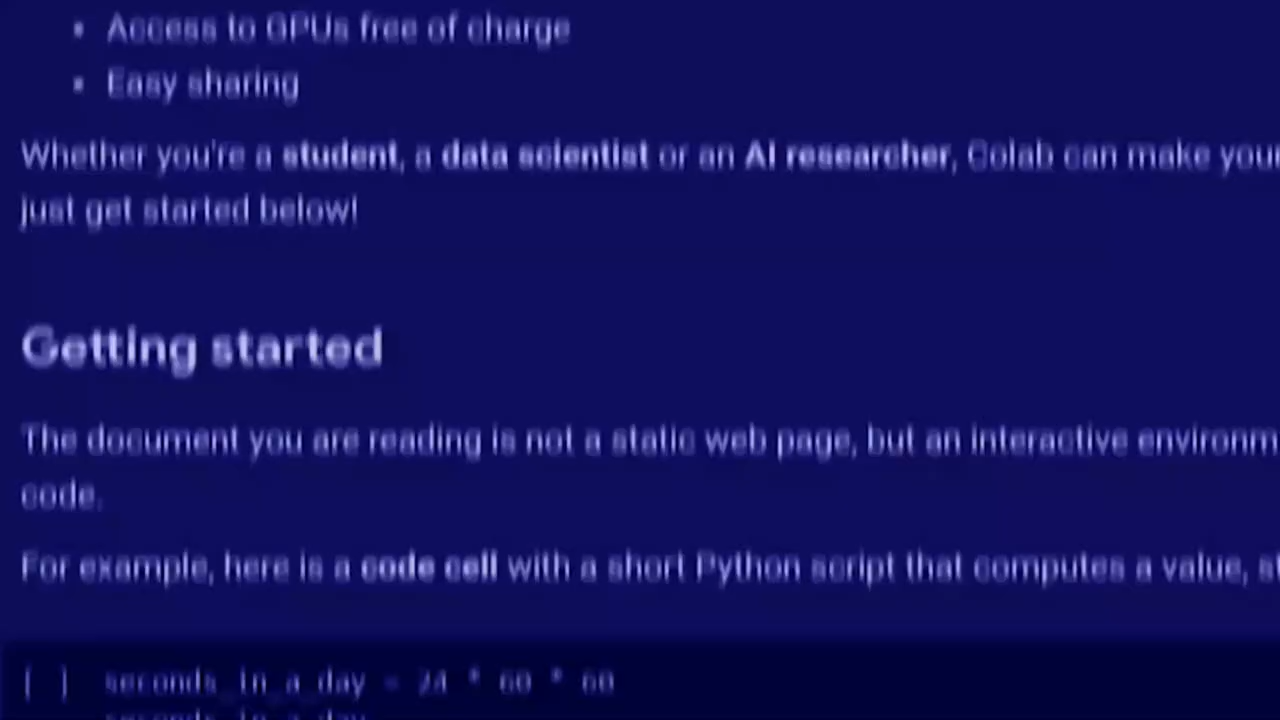 • Access to GPUs free of charge
• Easy sharing
Whether you're a student, a data scientist or an AI researcher, Colab can make your
just get started below!
Getting started
The document you are reading is not a static web page, but an interactive environm
code.
For example, here is a code cell with a short Python script that computes a value, st
[ ] seconds_in_a_day = 24 * 60 * 60
seconds_in_a_day